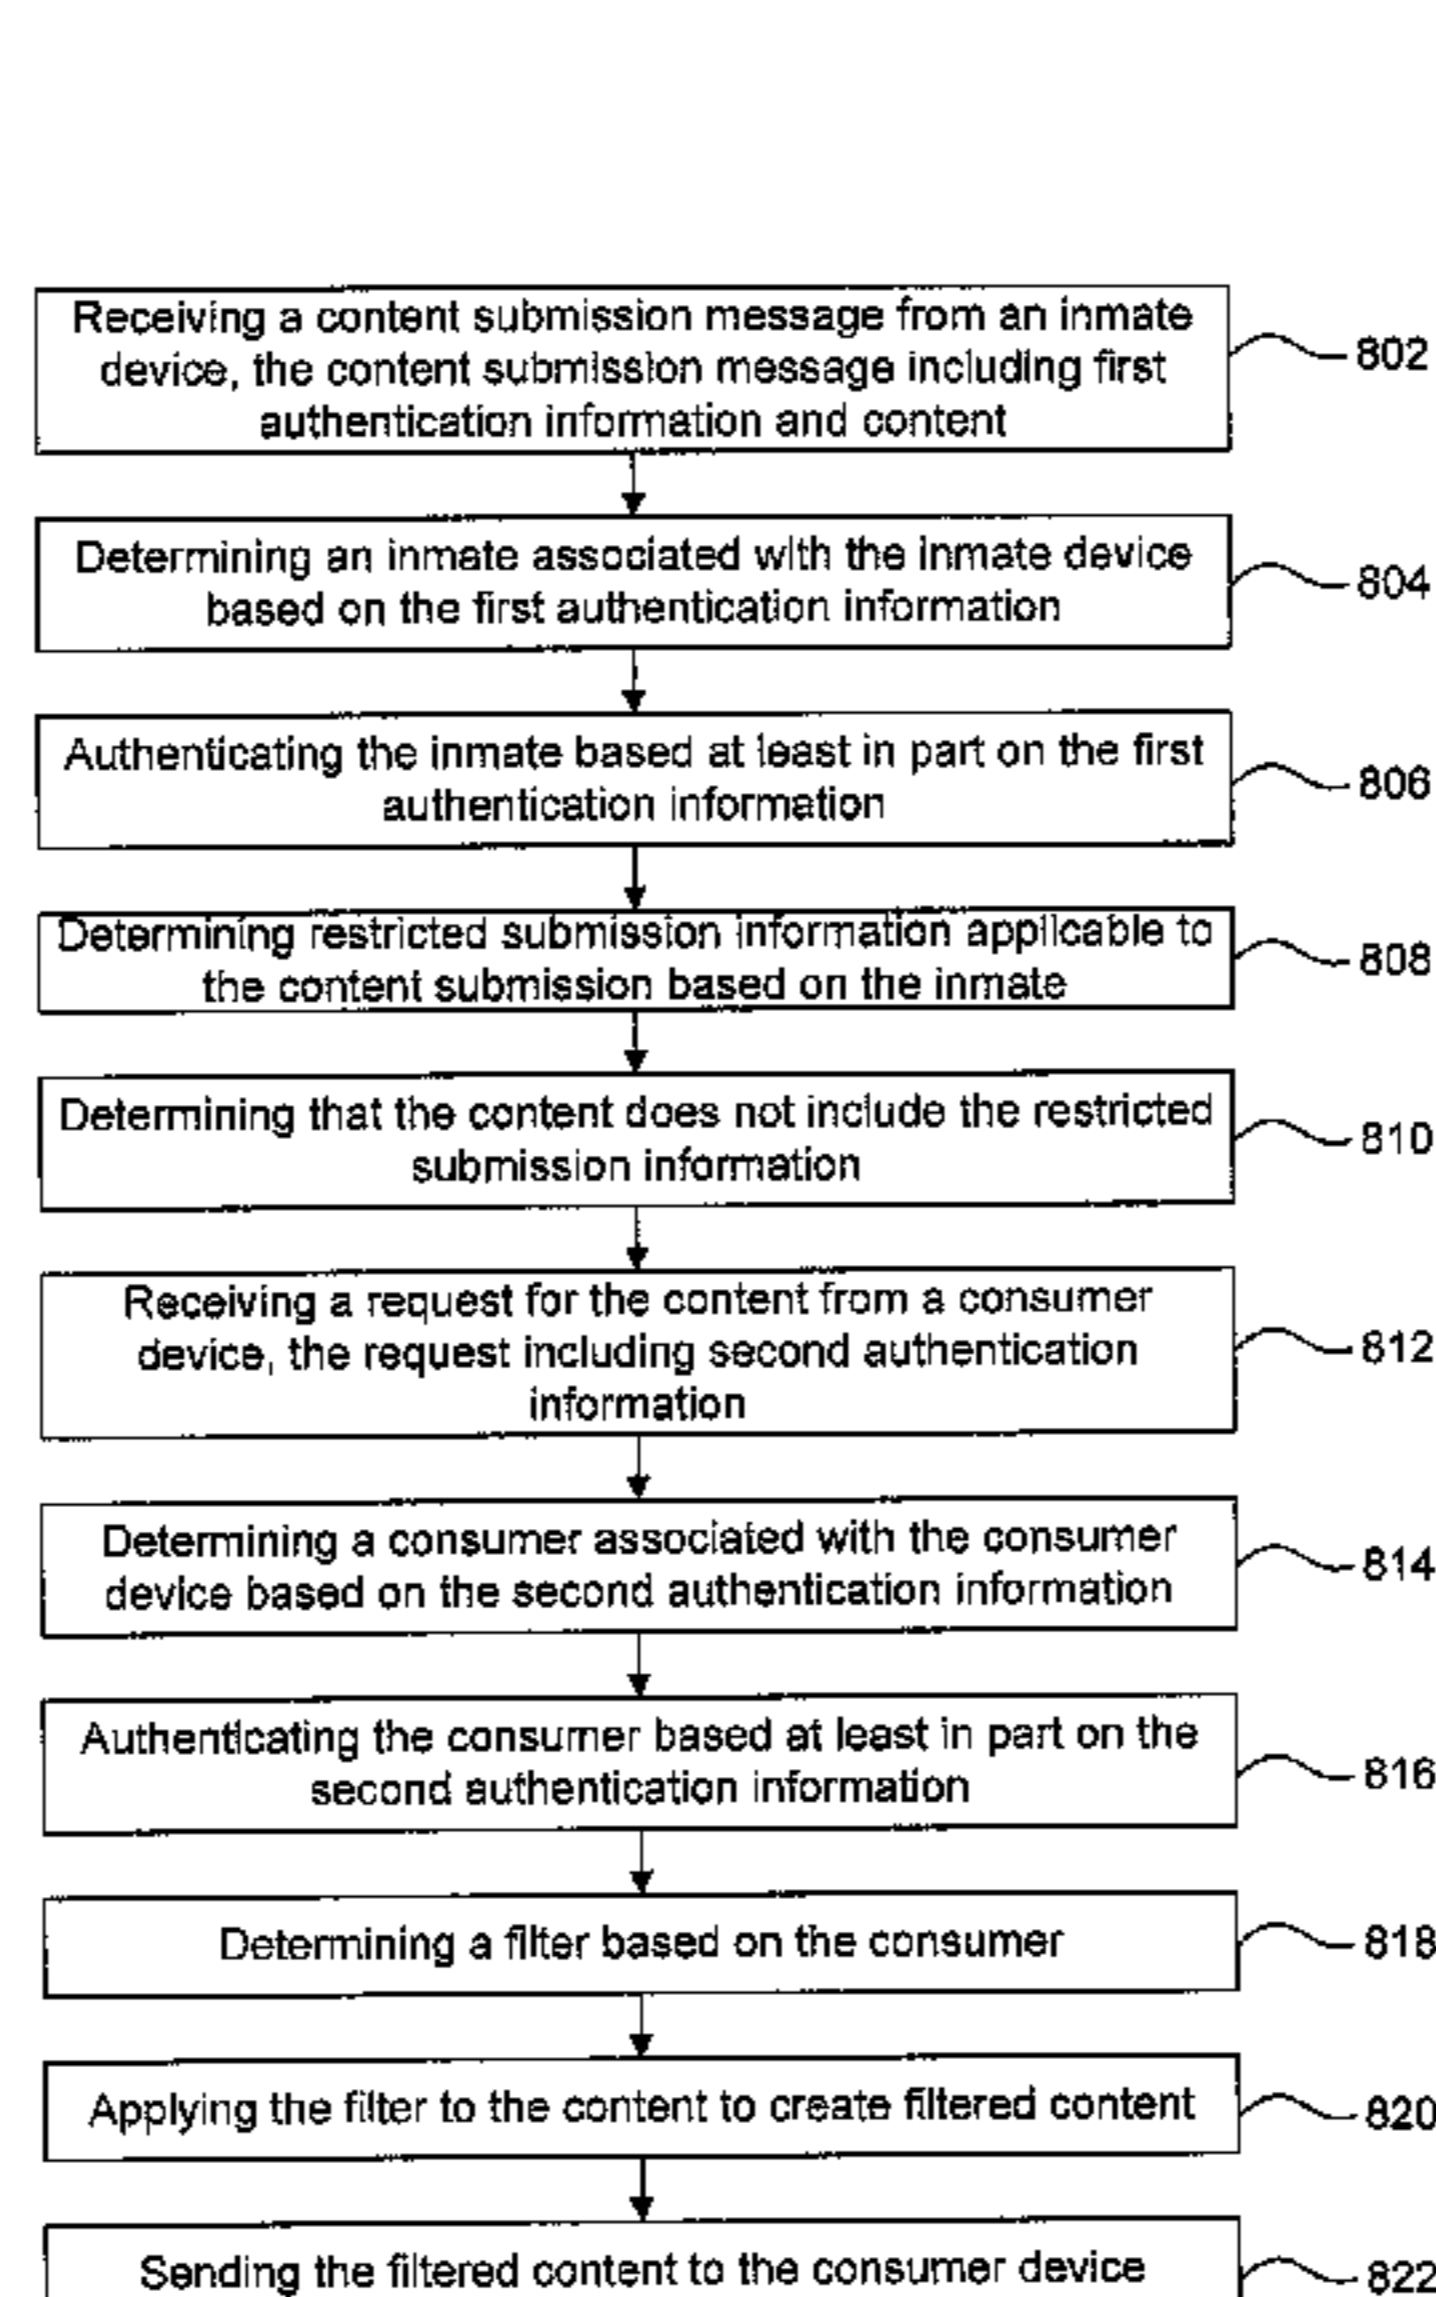 Receiving a content submission message from an inmate
device, the content submission message including first
authentication information and content
802
Determining an inmate associated with the inmate device
based on the first authentication information
804
Authenticating the inmate based at least in part on the first
authentication information
806
Determining restricted submission information applicable to
the content submission based on the inmate
808
Determining that the content does not include the restricted
submission information
810
Receiving a request for the content from a consumer
device, the request including second authentication
information
812
Determining a consumer associated with the consumer
device based on the second authentication information
814
Authenticating the consumer based at least in part on the
second authentication information
816
Determining a filter based on the consumer
818
Applying the filter to the content to create filtered content
820
Sending the filtered content to the consumer device
822